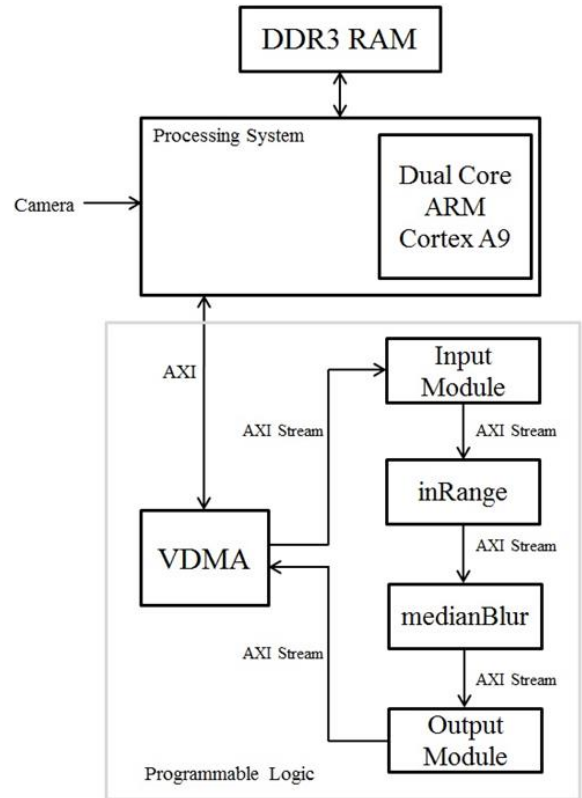 DDR3 RAM
Processing System
Dual Core
ARM
Cortex A9
Camera
AXI
Input
Module
AXI Stream
AXI Stream
inRange
VDMA
AXI Stream
medianBlur
AXI Stream
AXI Stream
Output
Module
Programmable Logic